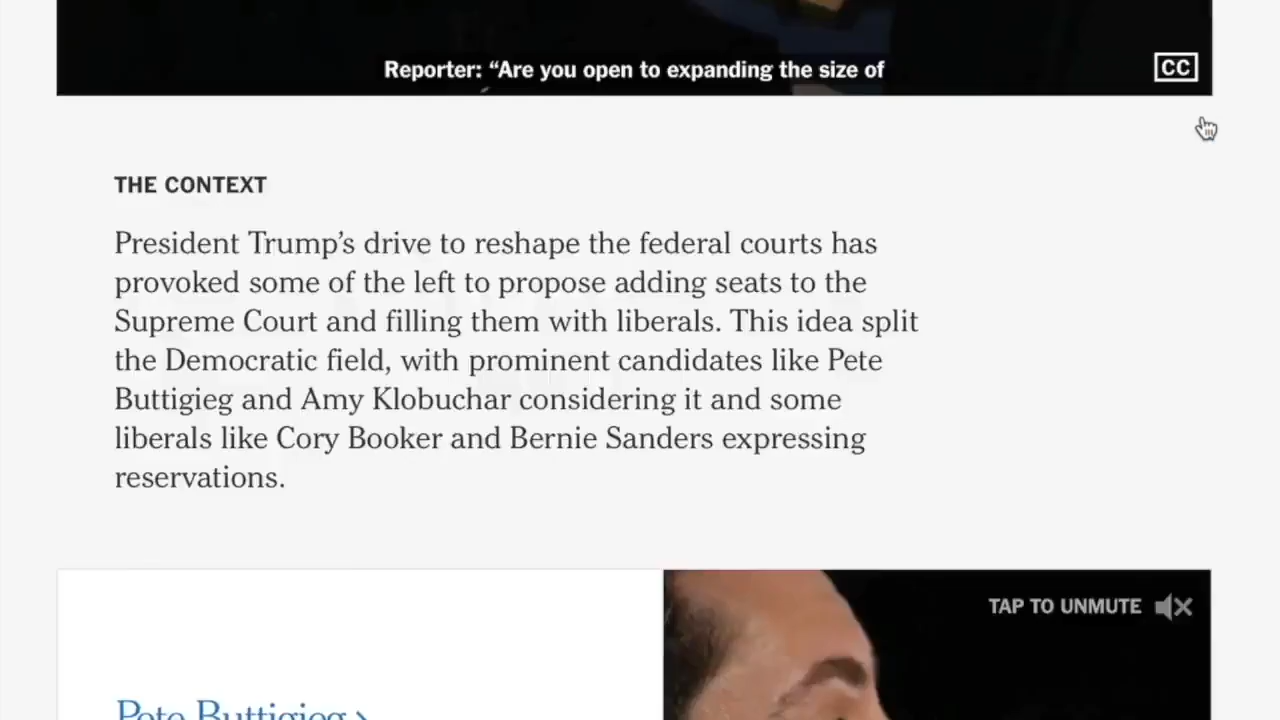 Reporter: “Are you open to expanding the size of
CC
THE CONTEXT
President Trump’s drive to reshape the federal courts has
provoked some of the left to propose adding seats to the
Supreme Court and filling them with liberals. This idea split
the Democratic field, with prominent candidates like Pete
Buttigieg and Amy Klobuchar considering it and some
liberals like Cory Booker and Bernie Sanders expressing
reservations.
TAP TO UNMUTE
Pete Buttigieg ›